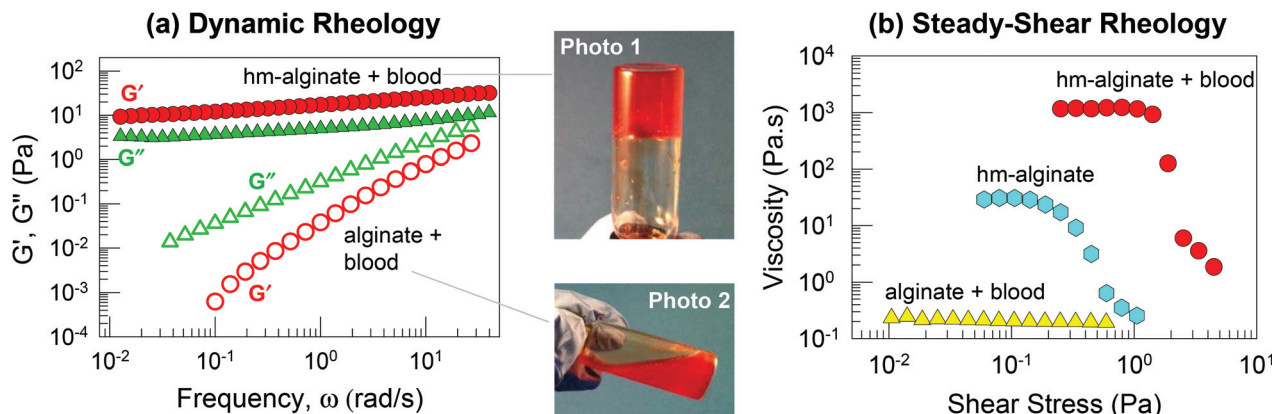 (a) Dynamic Rheology
G', G'' (Pa)
10²
10¹
10⁰
10⁻¹
10⁻²
10⁻³
10⁻⁴
hm-alginate + blood
G'
G''
G''
G'
alginate +
blood
10⁻² 10⁻¹ 10⁰ 10¹
Frequency, ω (rad/s)
Photo 1
Photo 2
(b) Steady-Shear Rheology
Viscosity (Pa.s)
10⁴
10³
10²
10¹
10⁰
10⁻¹
hm-alginate + blood
hm-alginate
alginate + blood
10⁻² 10⁻¹ 10⁰ 10¹
Shear Stress (Pa)